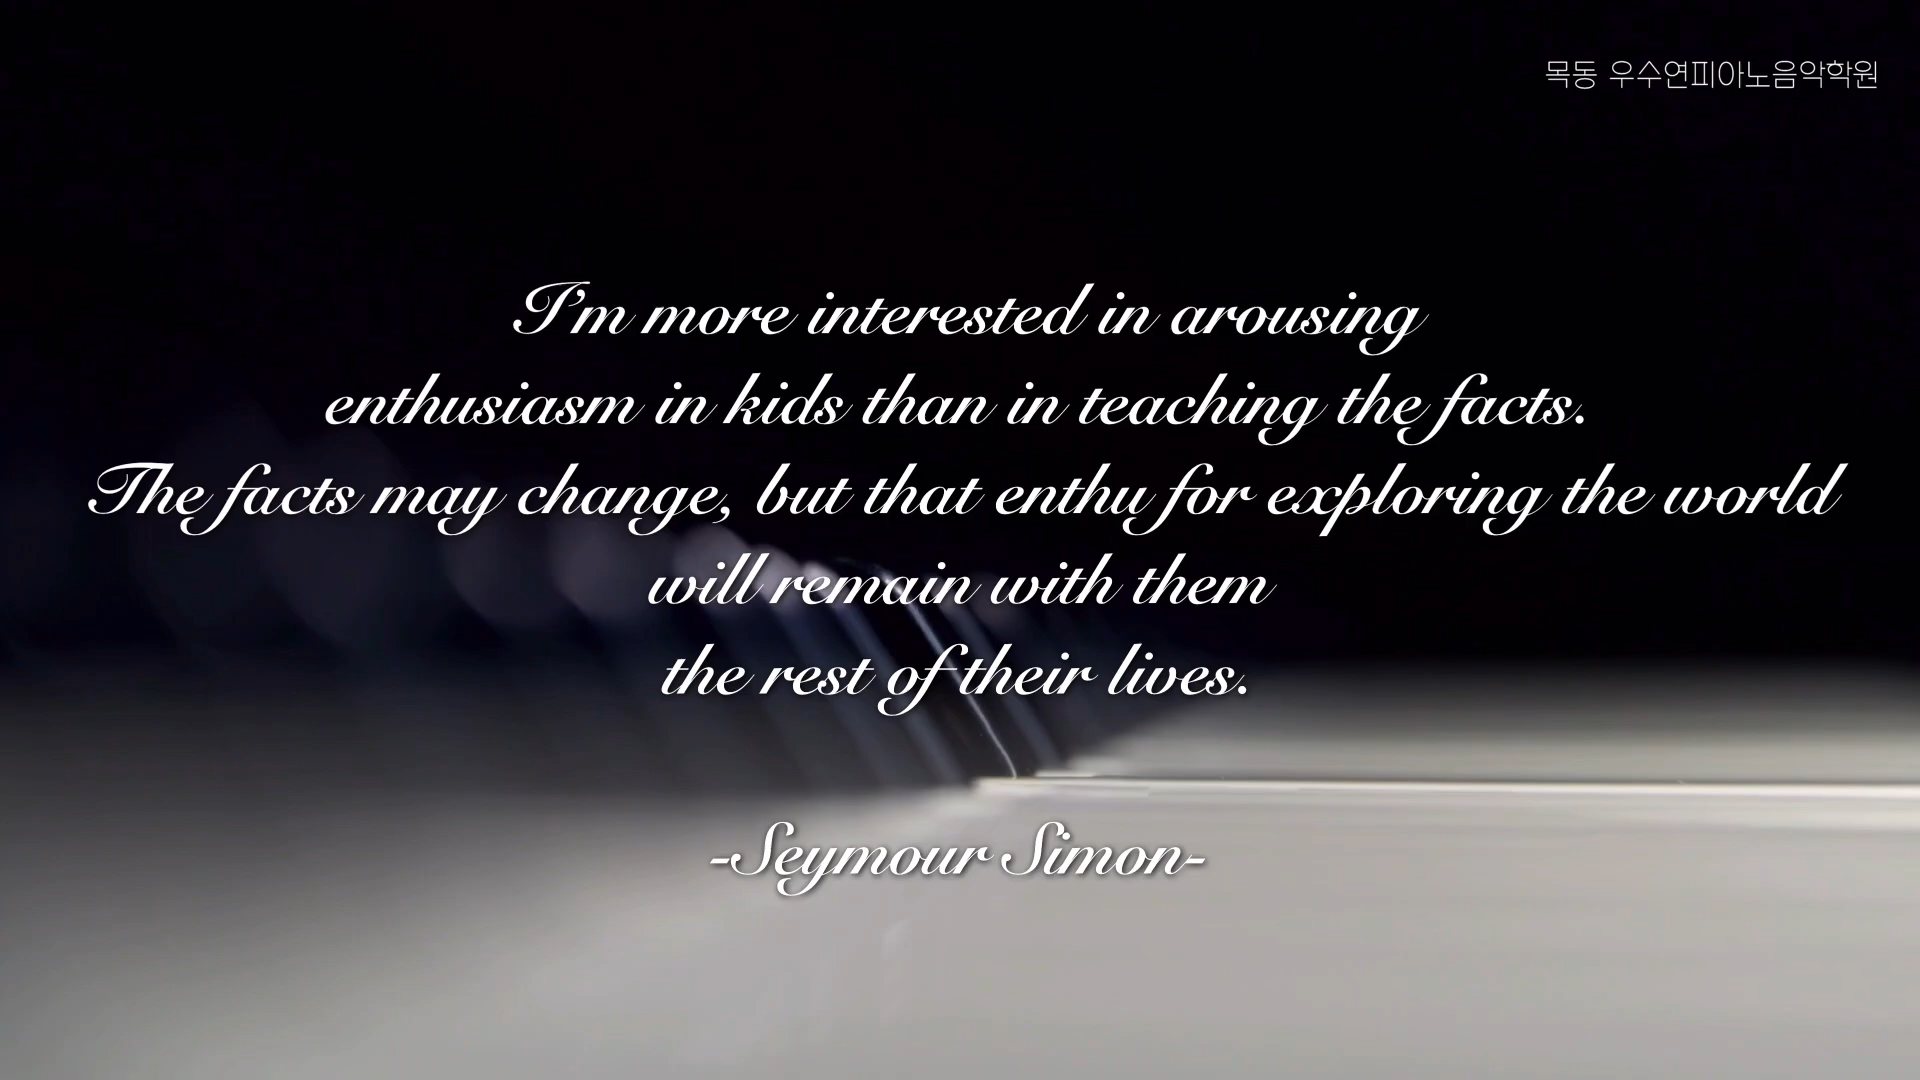 목동 우수연피아노음악학원
I'm more interested in arousing
enthusiasm in kids than in teaching the facts.
The facts may change, but that enthu for exploring the world
will remain with them
the rest of their lives.
-Seymour Simon-